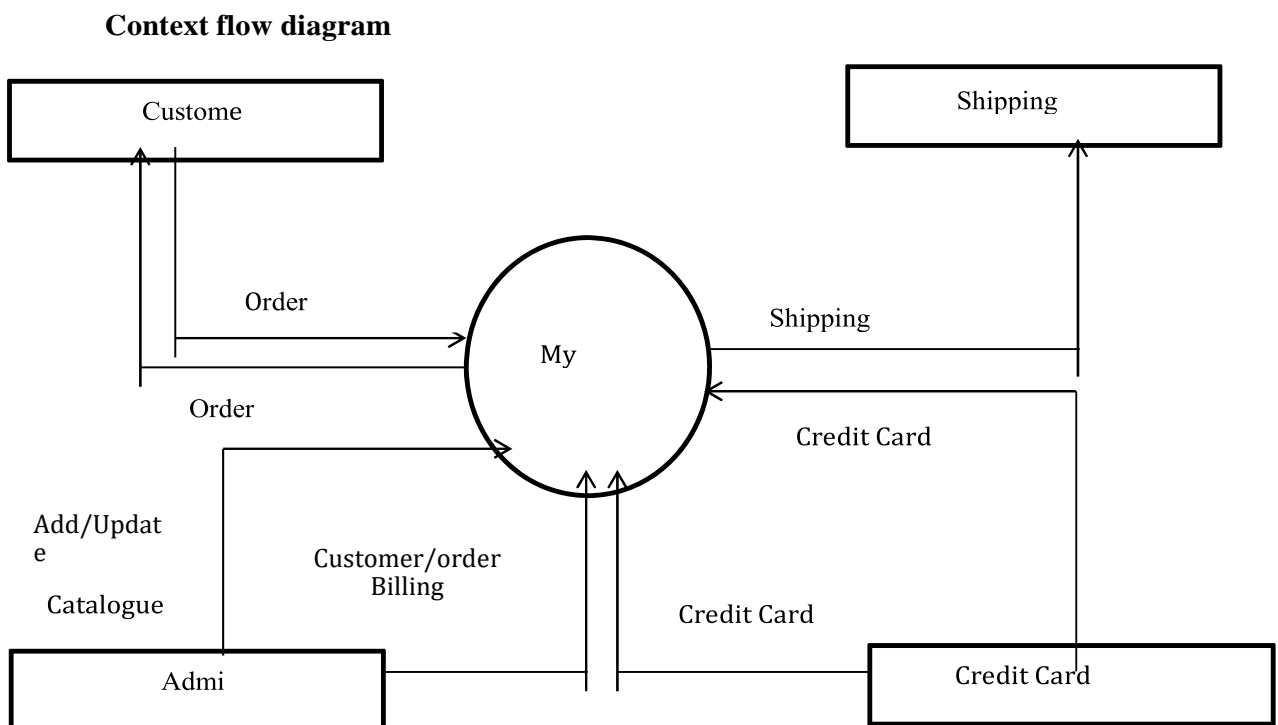 Context flow diagram
Custome
Shipping
Order
Shipping
My
Order
Credit Card
Add/Updat
e
Catalogue
Customer/order
Billing
Credit Card
Admi
Credit Card